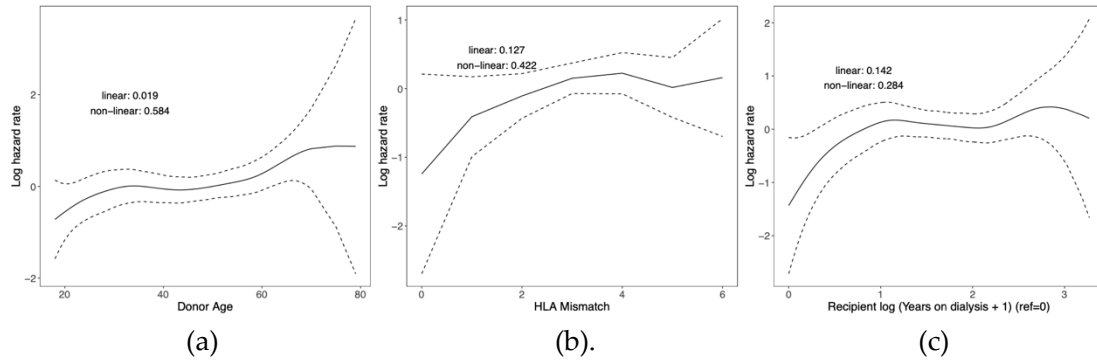 Log hazard rate
2
0
−2
linear: 0.019
non−linear: 0.584
20
40
60
80
Donor Age
(a)
Log hazard rate
1
0
−1
−2
linear: 0.127
non−linear: 0.422
0
2
4
6
HLA Mismatch
(b).
Log hazard rate
2
1
0
−1
−2
linear: 0.142
non−linear: 0.284
0
1
2
3
Recipient log (Years on dialysis + 1) (ref=0)
(c)